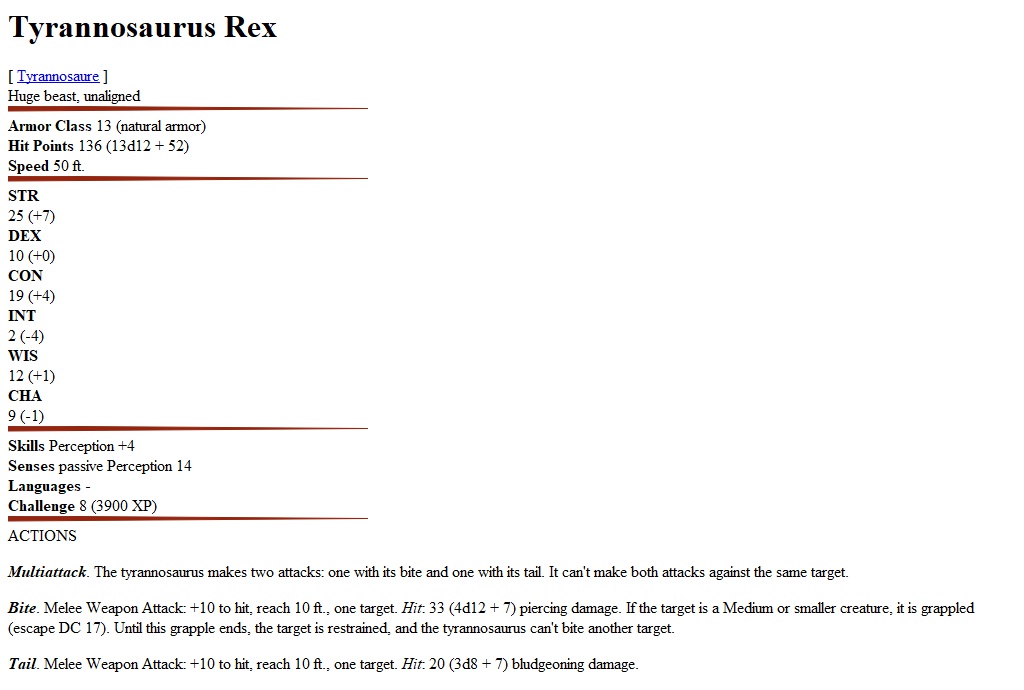 Tyrannosaurus Rex
[ Tyrannosaure ]
Huge beast, unaligned
Armor Class 13 (natural armor)
Hit Points 136 (13d12 + 52)
Speed 50 ft.
STR
25 (+7)
DEX
10 (+0)
CON
19 (+4)
INT
2 (-4)
WIS
12 (+1)
CHA
9 (-1)
Skills Perception +4
Senses passive Perception 14
Languages -
Challenge 8 (3900 XP)
ACTIONS
Multiattack. The tyrannosaurus makes two attacks: one with its bite and one with its tail. It can't make both attacks against the same target.
Bite. Melee Weapon Attack: +10 to hit, reach 10 ft., one target. Hit: 33 (4d12 + 7) piercing damage. If the target is a Medium or smaller creature, it is grappled
(escape DC 17). Until this grapple ends, the target is restrained, and the tyrannosaurus can't bite another target.
Tail. Melee Weapon Attack: +10 to hit, reach 10 ft., one target. Hit: 20 (3d8 + 7) bludgeoning damage.